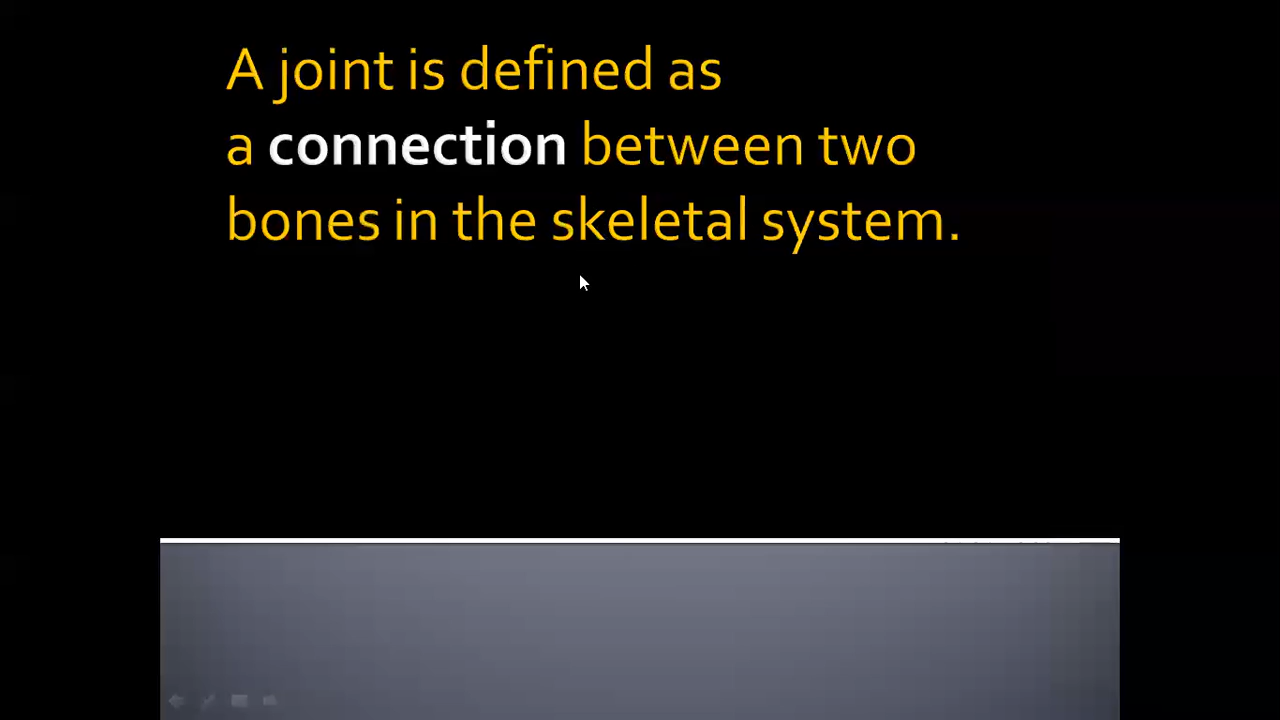 A joint is defined as
a connection between two
bones in the skeletal system.